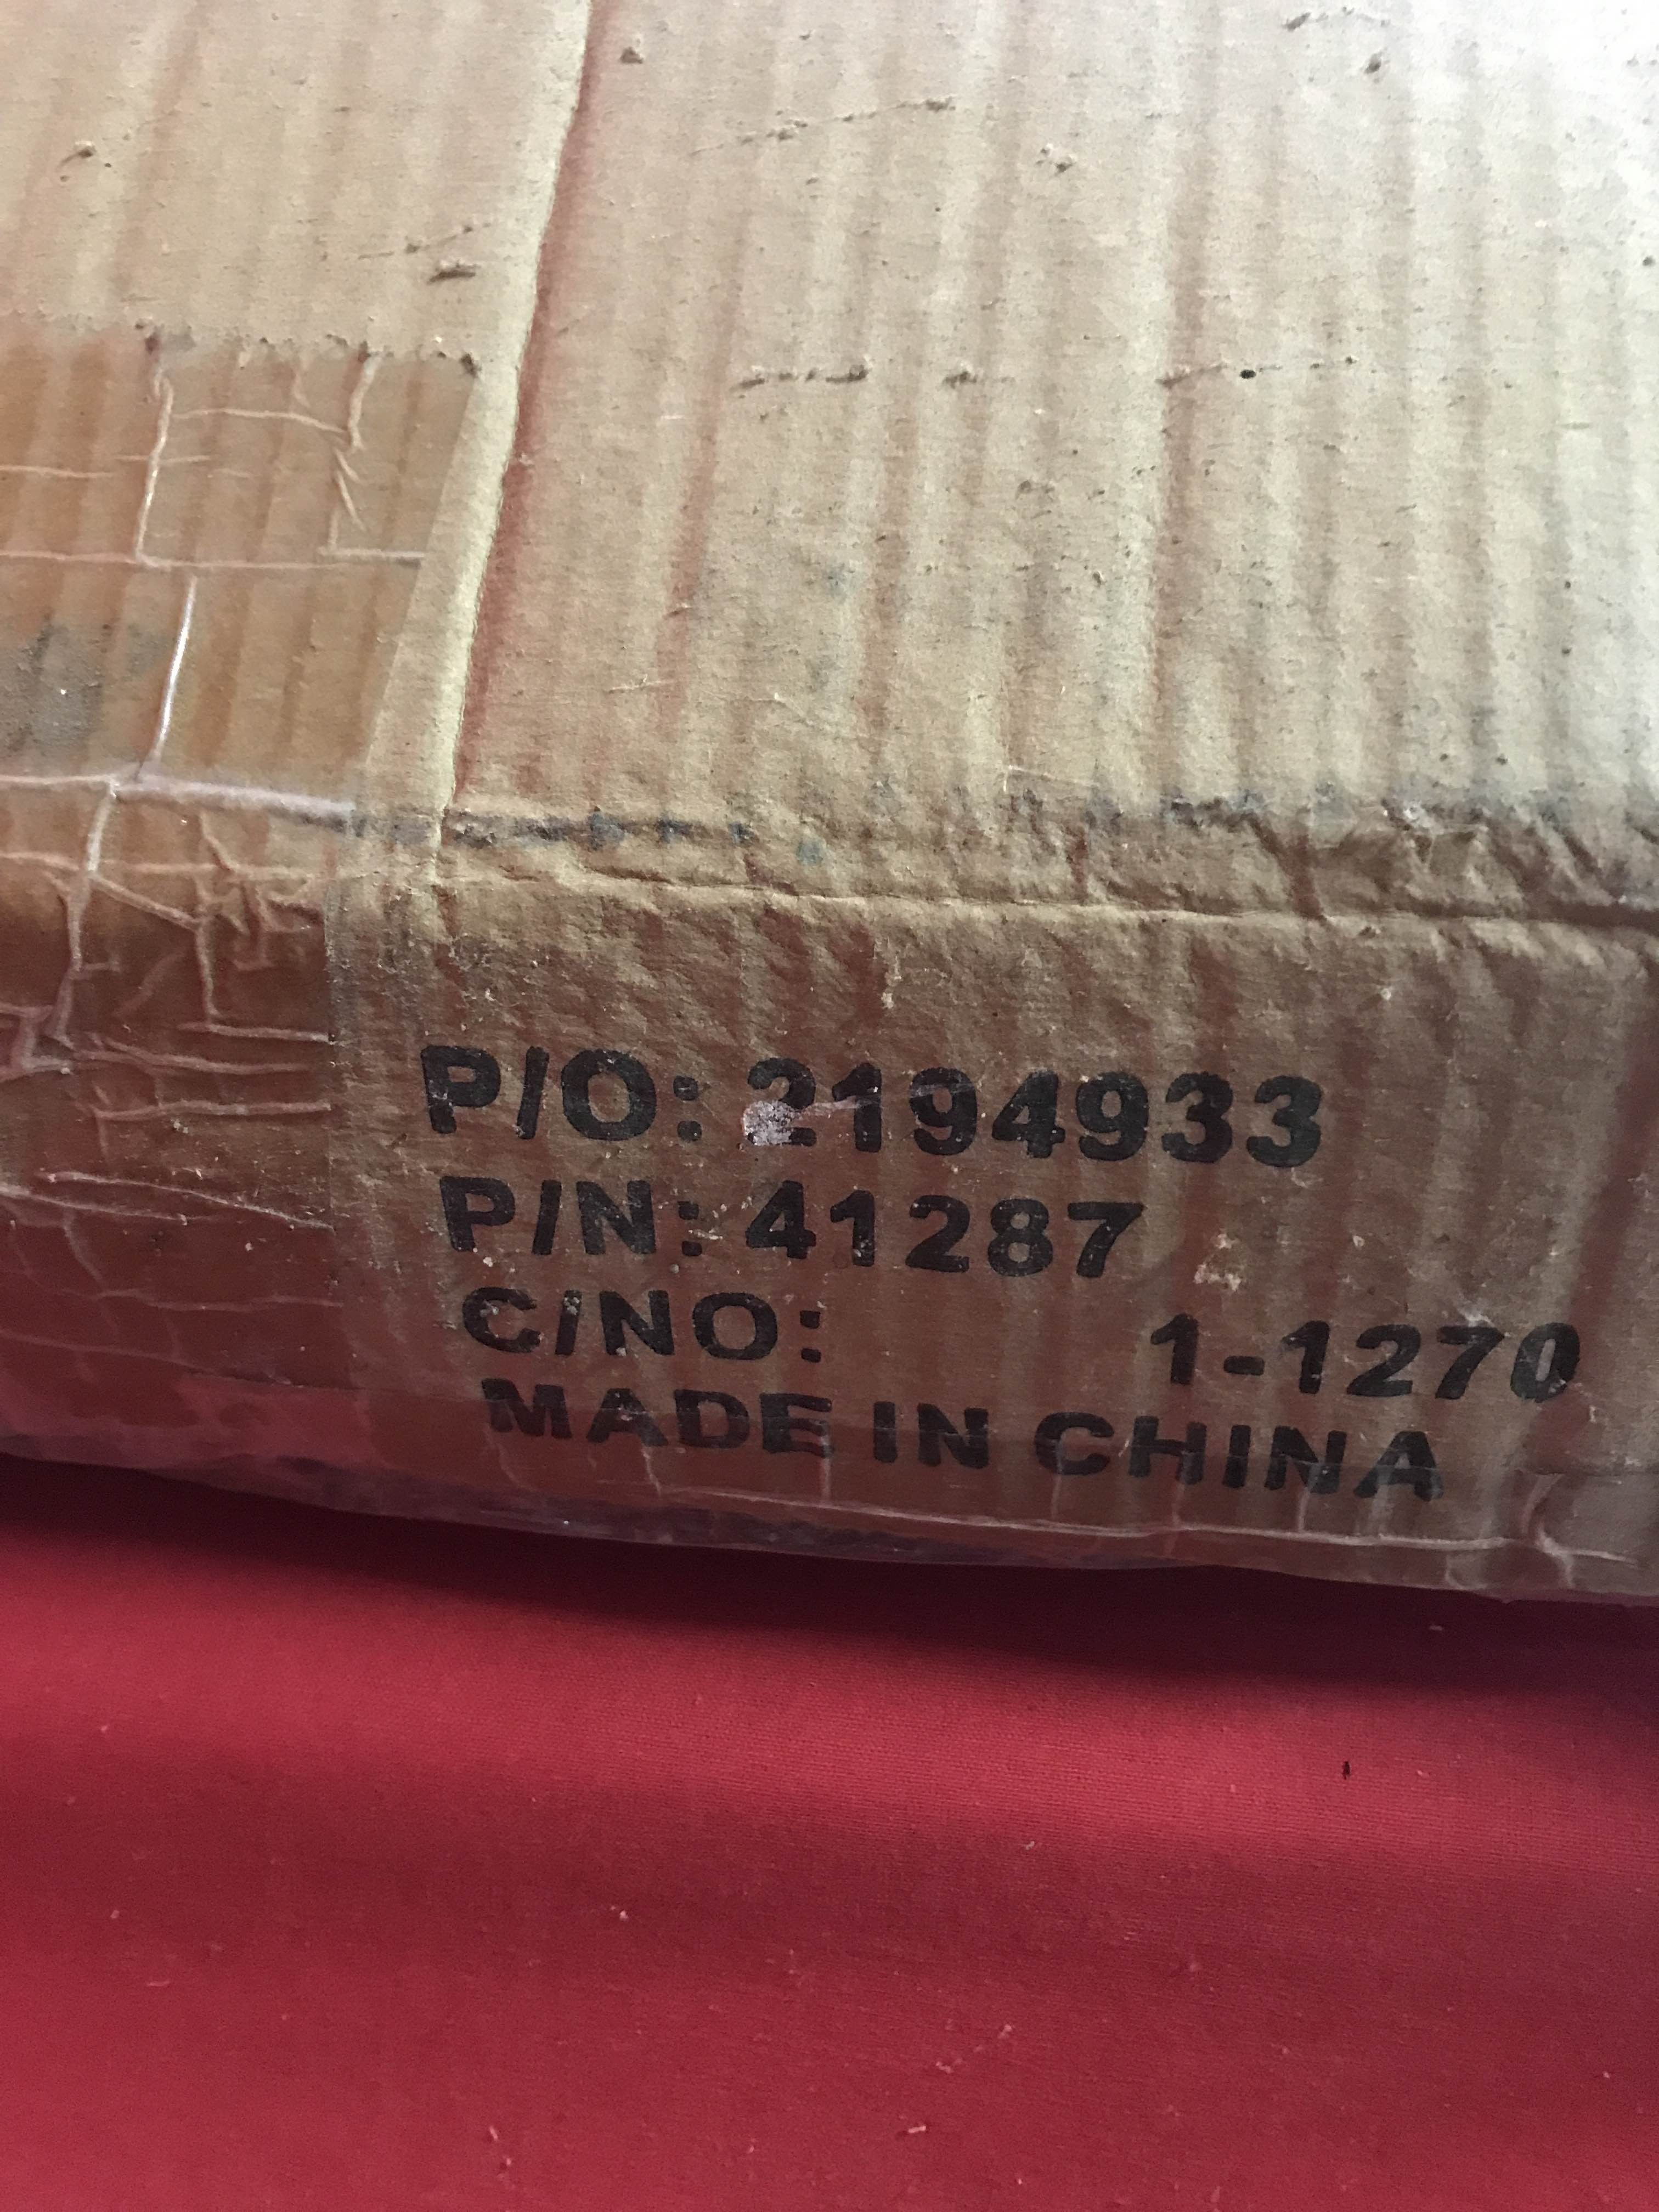 P/O: 2194933
P/N: 41287
C/NO: 1-1270
MADE IN CHINA